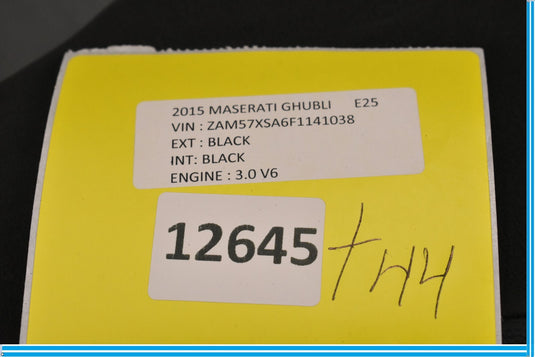 2015 MASERATI GHUBLI E25
VIN : ZAM57XSA6F1141038
EXT : BLACK
INT: BLACK
ENGINE : 3.0 V6
12645